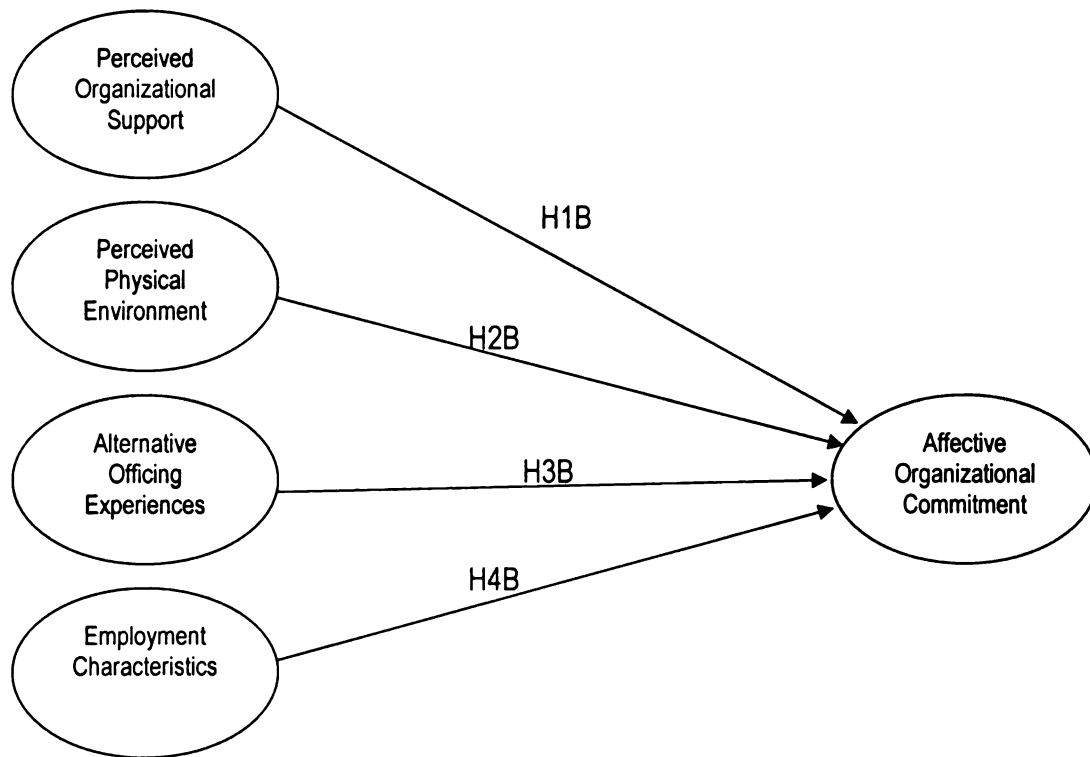 Perceived
Organizational
Support
H1B
Perceived
Physical
Environment
H2B
Alternative
Officing
Experiences
H3B
Affective
Organizational
Commitment
H4B
Employment
Characteristics